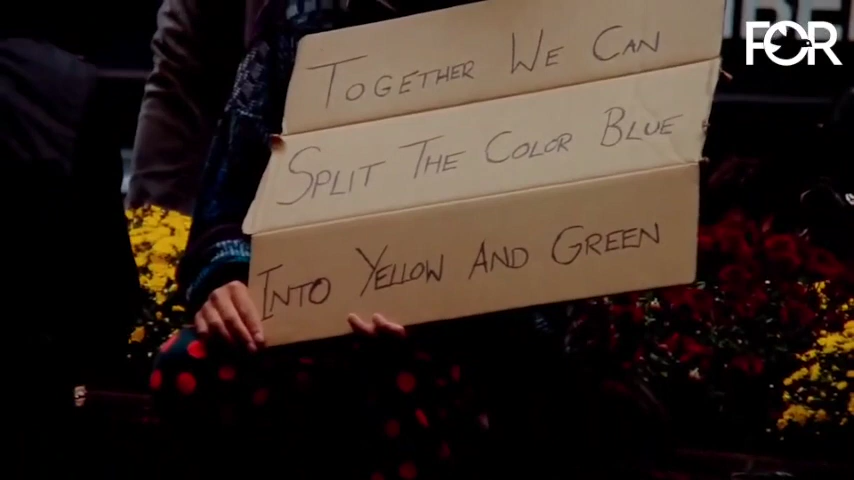 FOR
TOGETHER WE CAN
SPLIT THE COLOR BLUE
INTO YELLOW AND GREEN